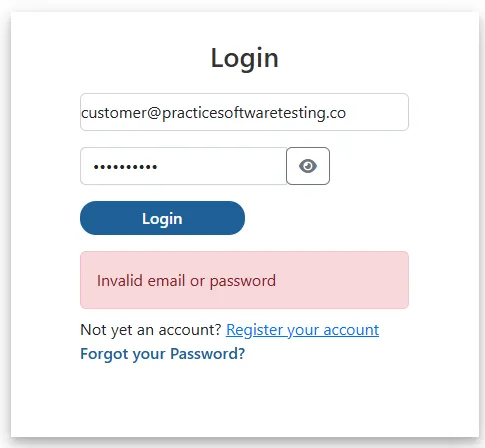 Login
customer@practicesoftwaretesting.co
••••••••••
Login
Invalid email or password
Not yet an account? Register your account
Forgot your Password?